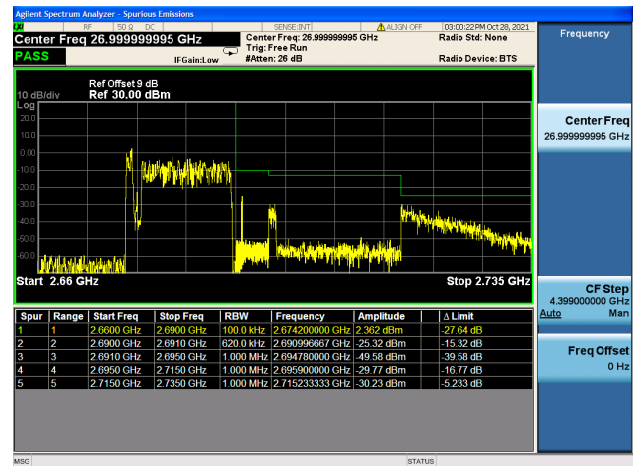 Agilent Spectrum Analyzer - Spurious Emissions
RF 50 Ω DC SENSE:INT ALIGN OFF 03:03:22 PM Oct 28, 2021
Center Freq 26.999999995 GHz Center Freq: 26.999999995 GHz Radio Std: None
Trig: Free Run
PASS IFGain:Low #Atten: 26 dB Radio Device: BTS
Ref Offset 9 dB
10 dB/div Ref 30.00 dBm
Log
20.0
10.0
0.00
-10.0
-20.0
-30.0
-40.0
-50.0
-60.0
Start 2.66 GHz Stop 2.735 GHz
Spur Range Start Freq Stop Freq RBW Frequency Amplitude Δ Limit
1 1 2.6600 GHz 2.6900 GHz 100.0 kHz 2.674200000 GHz 2.362 dBm -27.64 dB
2 2 2.6900 GHz 2.6910 GHz 620.0 kHz 2.690996667 GHz -25.32 dBm -15.32 dB
3 3 2.6910 GHz 2.6950 GHz 1.000 MHz 2.694780000 GHz -49.58 dBm -39.58 dB
4 4 2.6950 GHz 2.7150 GHz 1.000 MHz 2.695900000 GHz -29.77 dBm -16.77 dB
5 5 2.7150 GHz 2.7350 GHz 1.000 MHz 2.715233333 GHz -30.23 dBm -5.233 dB
MSG STATUS
Frequency
Center Freq
26.999999995 GHz
CF Step
4.399000000 GHz
Auto Man
Freq Offset
0 Hz